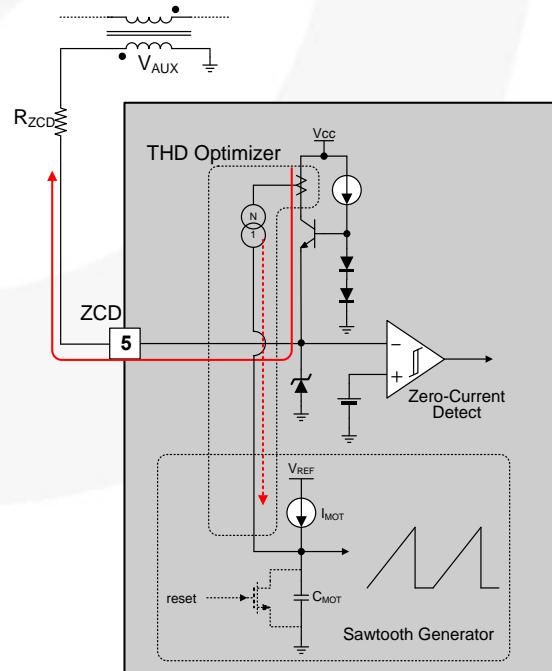 V_AUX
R_ZCD
Vcc
THD Optimizer
N
1
ZCD
5
−
+
Zero-Current
Detect
V_REF
I_MOT
reset
C_MOT
Sawtooth Generator